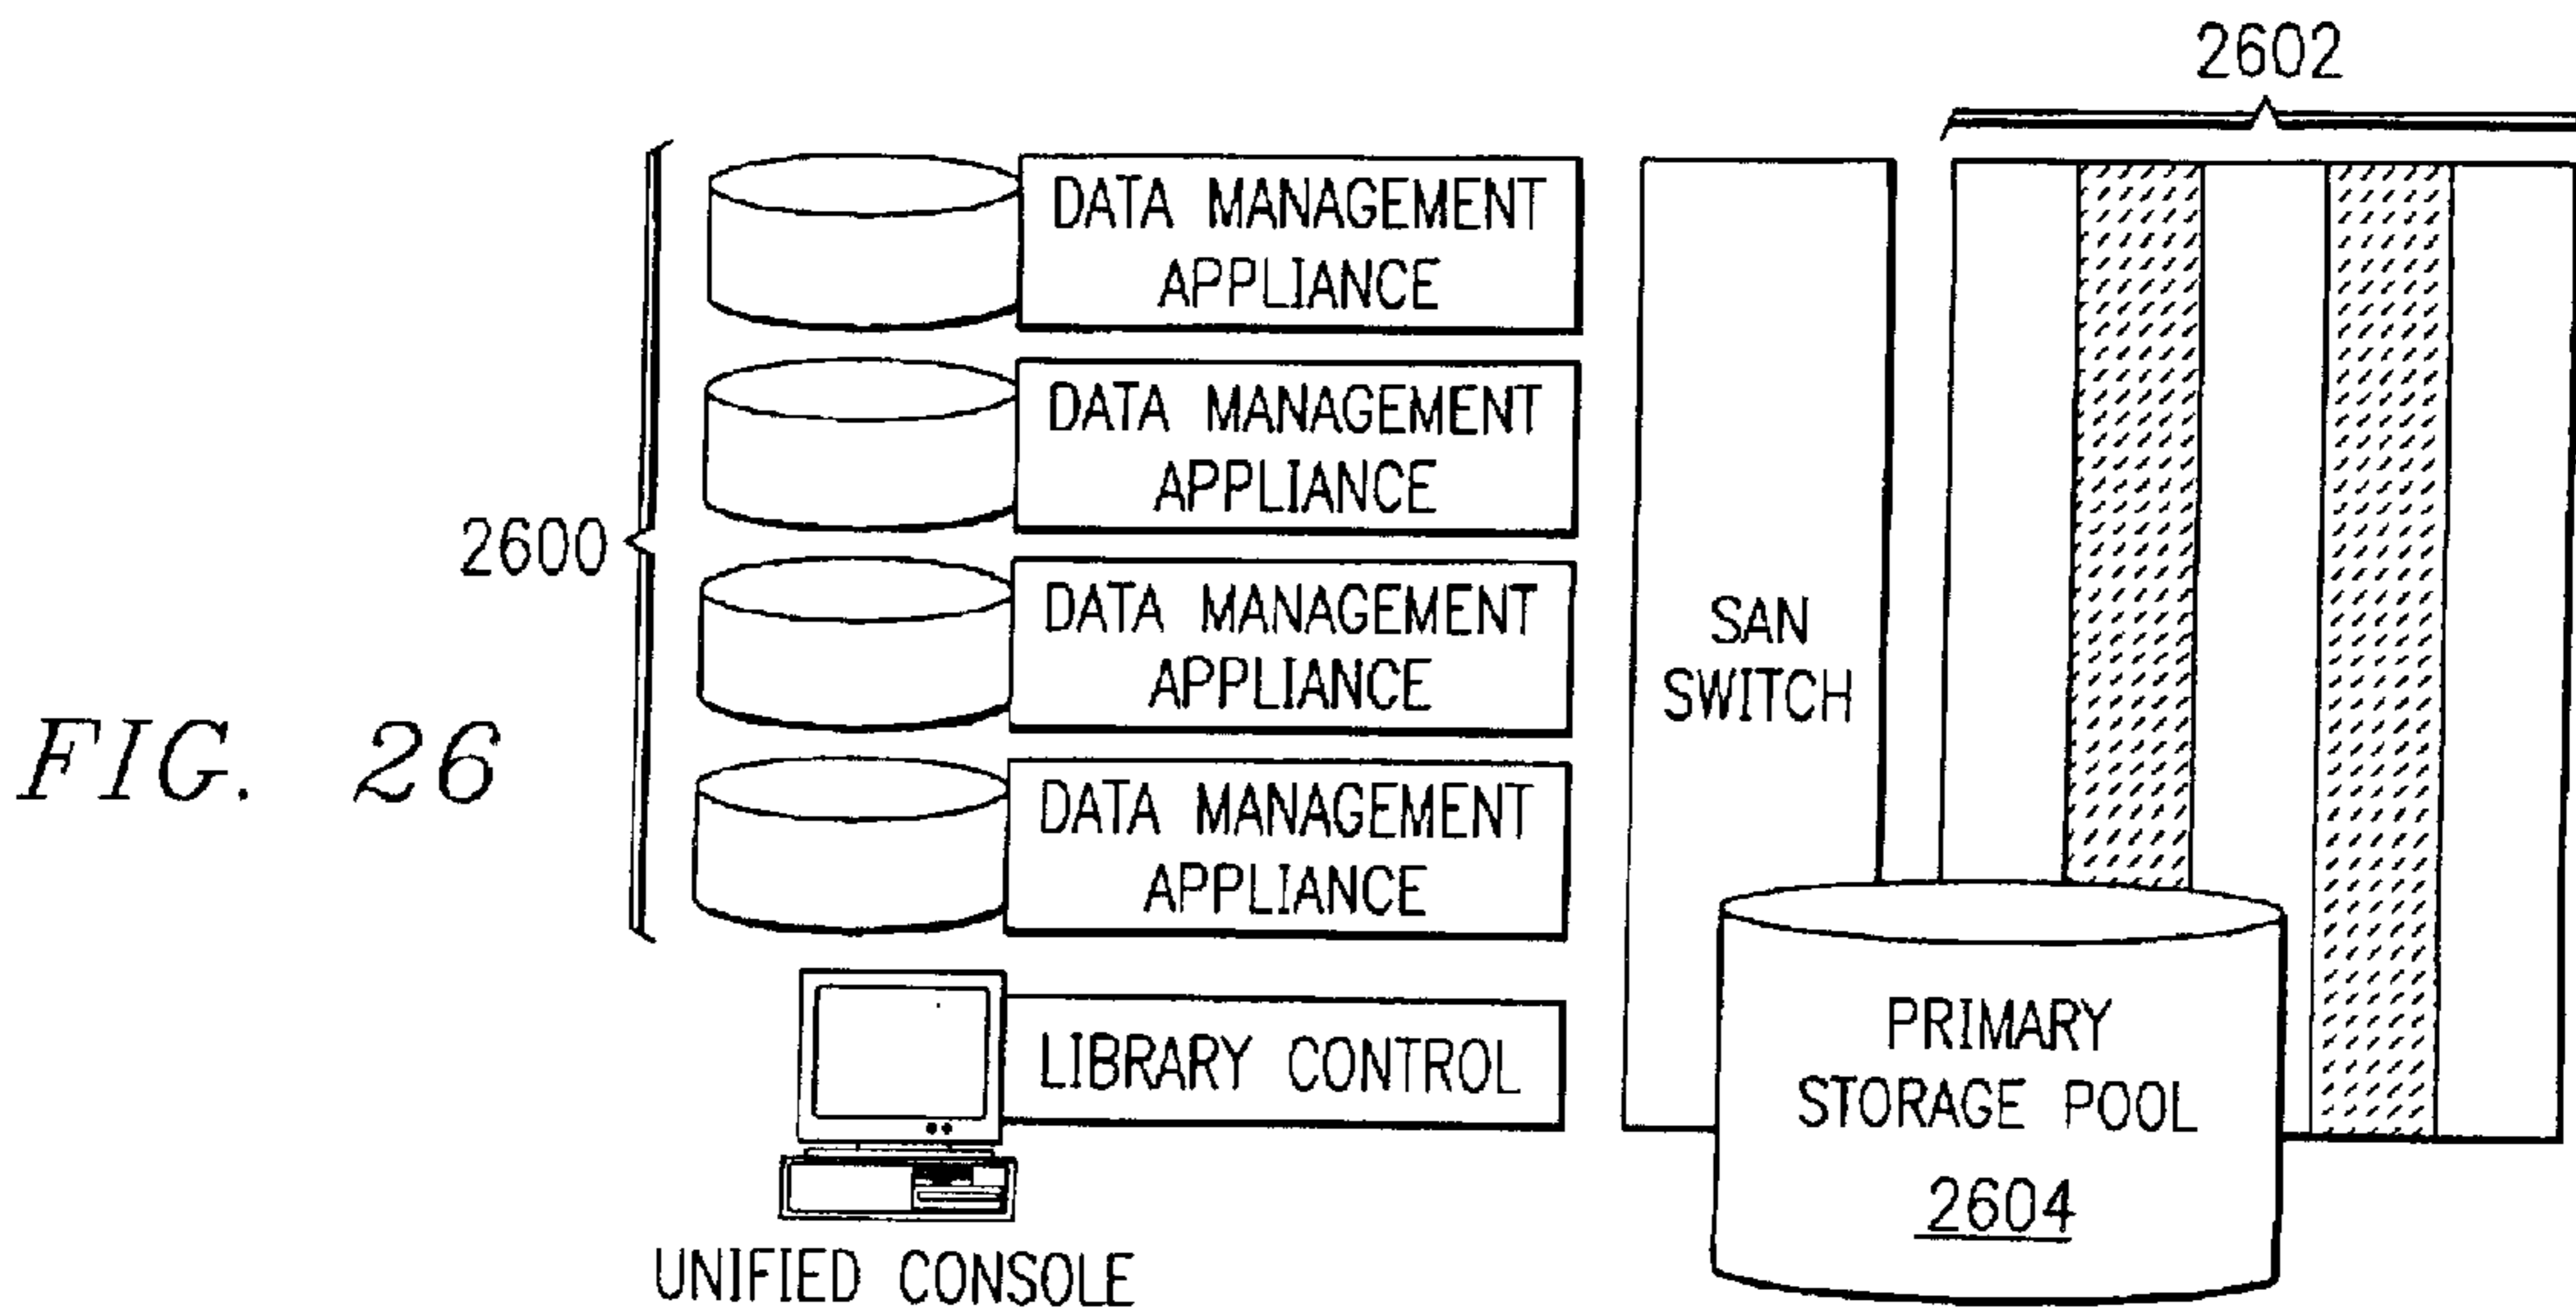 2602
DATA MANAGEMENT
APPLIANCE
DATA MANAGEMENT
APPLIANCE
2600
DATA MANAGEMENT
APPLIANCE
SAN
SWITCH
FIG. 26
DATA MANAGEMENT
APPLIANCE
LIBRARY CONTROL
PRIMARY
STORAGE POOL
2604
UNIFIED CONSOLE